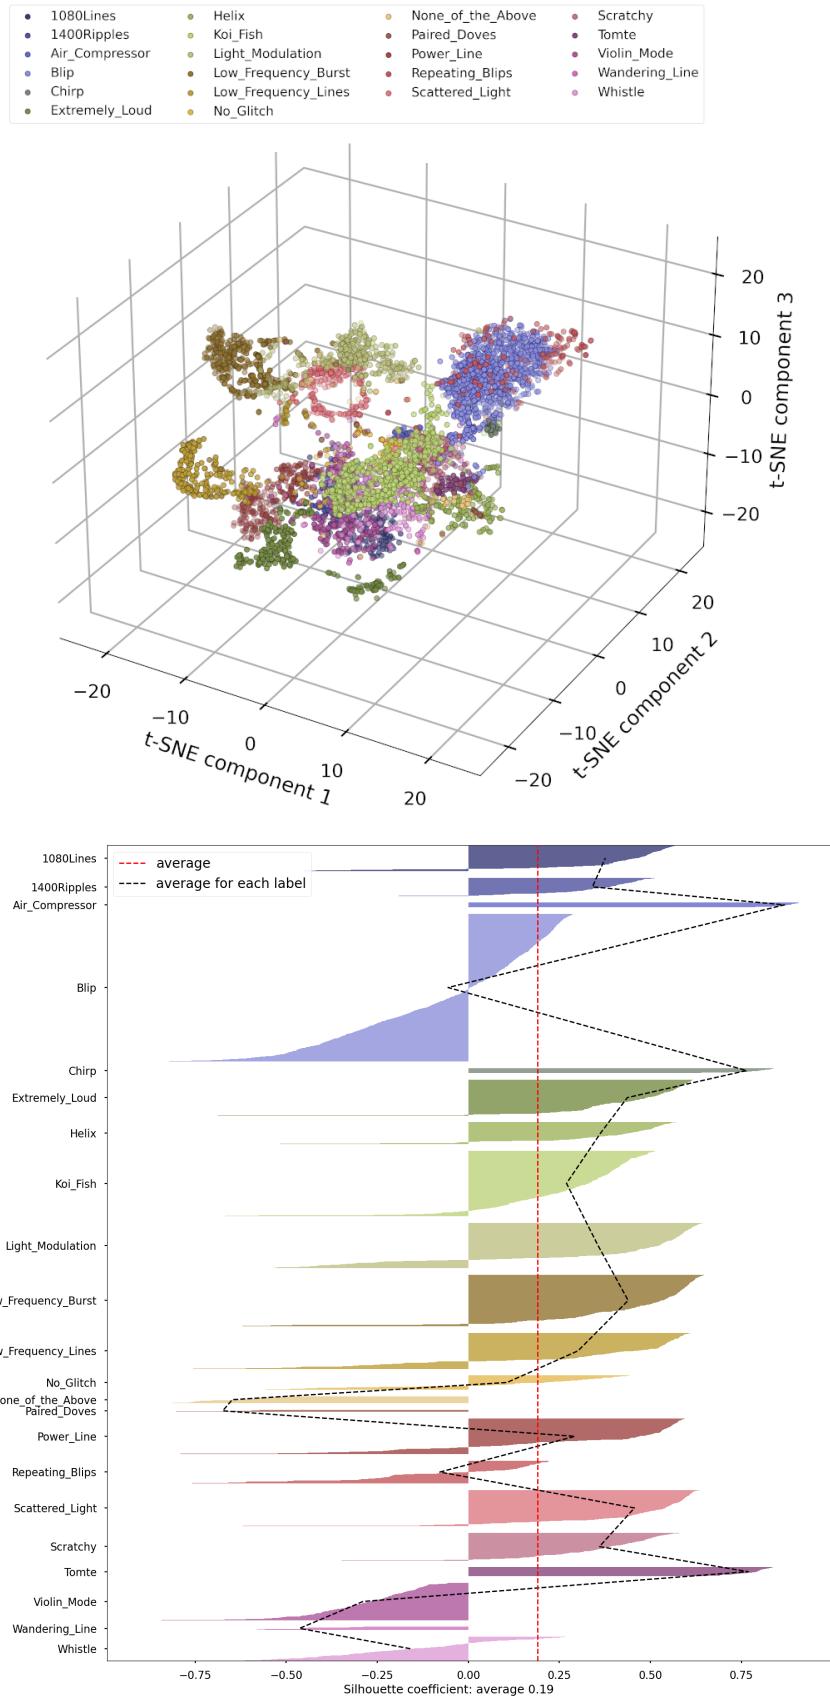 1080Lines
1400Ripples
Air_Compressor
Blip
Chirp
Extremely_Loud
Helix
Koi_Fish
Light_Modulation
Low_Frequency_Burst
Low_Frequency_Lines
No_Glitch
None_of_the_Above
Paired_Doves
Power_Line
Repeating_Blips
Scattered_Light
Scratchy
Tomte
Violin_Mode
Wandering_Line
Whistle
20
10
0
−10
−20
t-SNE component 3
20
10
0
−10
−20
t-SNE component 2
−20
−10
0
10
20
t-SNE component 1
average
average for each label
1080Lines
1400Ripples
Air_Compressor
Blip
Chirp
Extremely_Loud
Helix
Koi_Fish
Light_Modulation
w_Frequency_Burst
w_Frequency_Lines
No_Glitch
one_of_the_Above
Paired_Doves
Power_Line
Repeating_Blips
Scattered_Light
Scratchy
Tomte
Violin_Mode
Wandering_Line
Whistle
−0.75 −0.50 −0.25 0.00 0.25 0.50 0.75
Silhouette coefficient: average 0.19